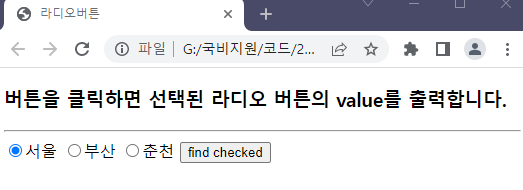 라디오버튼
파일 | G:/국비지원/코드/2...
버튼을 클릭하면 선택된 라디오 버튼의 value를 출력합니다.
서울 부산 춘천 find checked